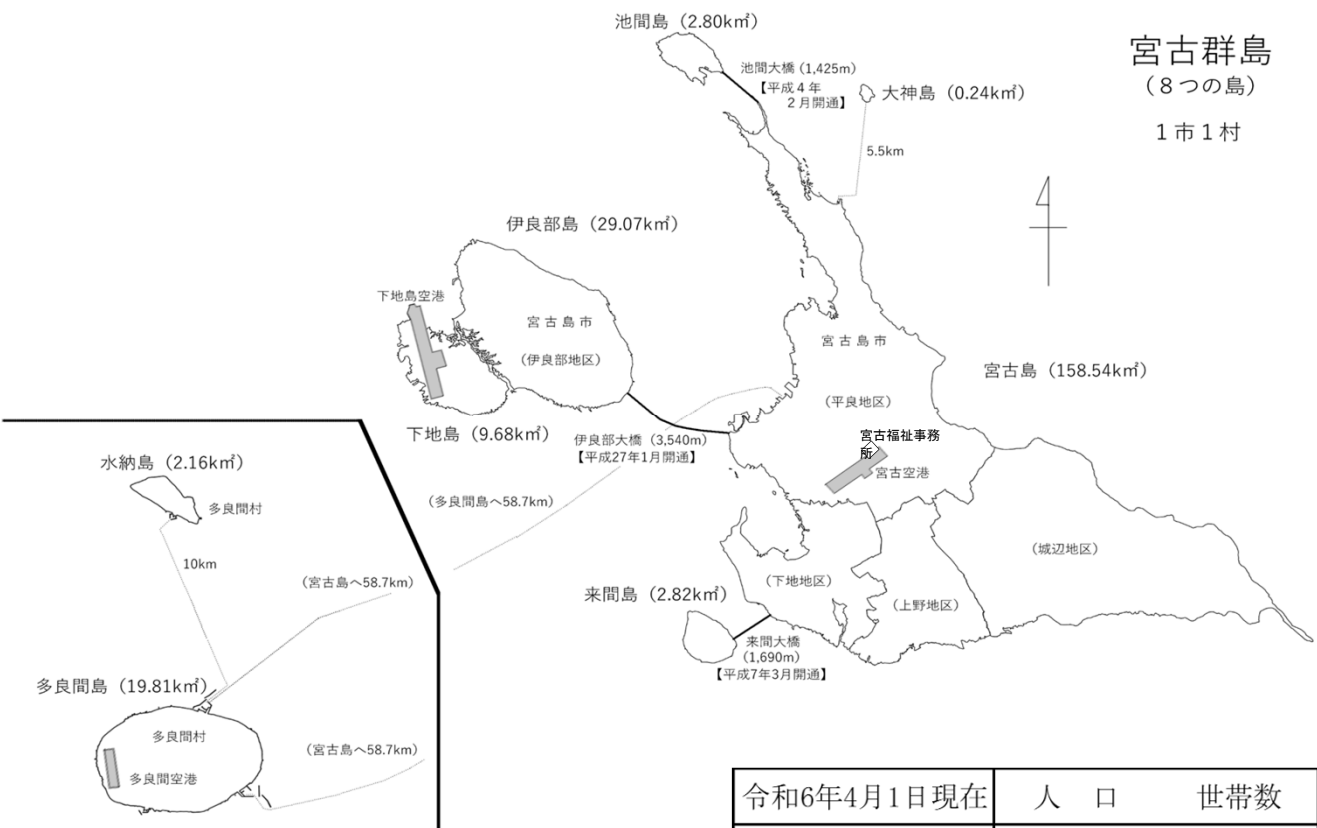 宮古群島
（８つの島）
１市１村
池間島（2.80k㎡）
池間大橋（1,425m）
【平成４年
２月開通】
大神島（0.24k㎡）
5.5km
伊良部島（29.07k㎡）
下地島空港
宮古島市
（伊良部地区）
宮古島市
宮古島（158.54k㎡）
（平良地区）
下地島（9.68k㎡）
伊良部大橋（3,540m）
【平成27年1月開通】
宮古福祉事務
所
宮古空港
（多良間島へ58.7km）
（城辺地区）
（下地地区）
（上野地区）
来間島（2.82k㎡）
来間大橋
（1,690m）
【平成7年3月開通】
水納島（2.16k㎡）
多良間村
10km
（宮古島へ58.7km）
多良間島（19.81k㎡）
多良間村
多良間空港
（宮古島へ58.7km）
令和6年4月1日現在 人　口 世帯数